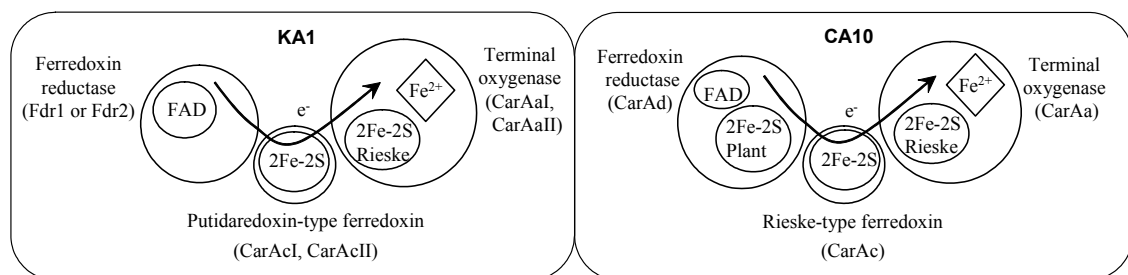 KA1
Ferredoxin
reductase
(Fdr1 or Fdr2)
FAD
e-
2Fe-2S
Fe2+
2Fe-2S
Rieske
Terminal
oxygenase
(CarAaI,
CarAaII)
Putidaredoxin-type ferredoxin
(CarAcI, CarAcII)
CA10
Ferredoxin
reductase
(CarAd)
FAD
2Fe-2S
Plant
e-
2Fe-2S
Fe2+
2Fe-2S
Rieske
Terminal
oxygenase
(CarAa)
Rieske-type ferredoxin
(CarAc)